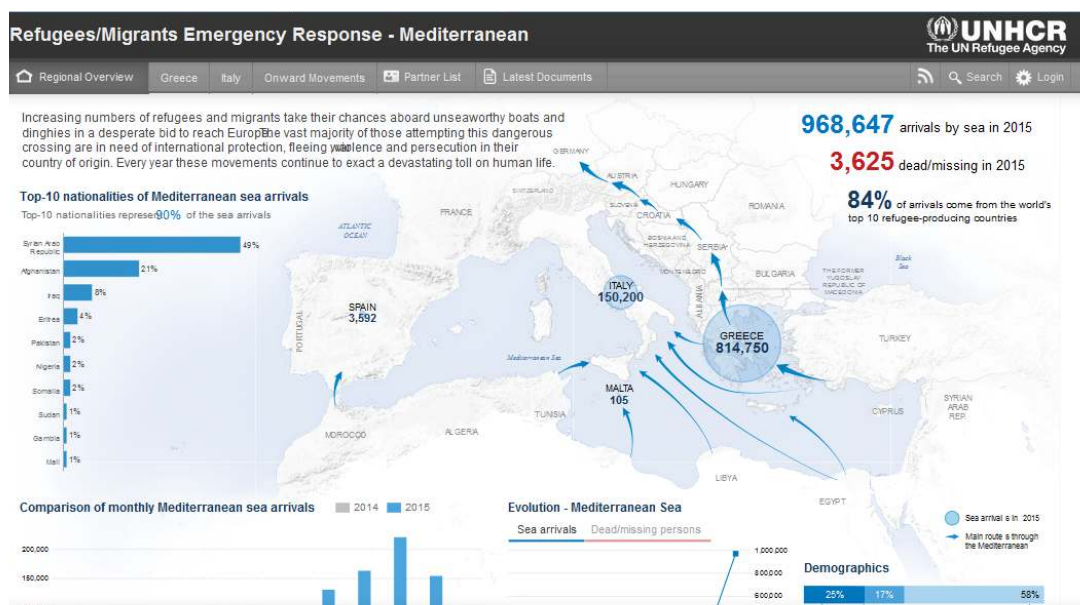 Refugees/Migrants Emergency Response - Mediterranean
UNHCR
The UN Refugee Agency
Regional Overview
Greece
Italy
Onward Movements
Partner List
Latest Documents
Search
Login
Increasing numbers of refugees and migrants take their chances aboard unseaworthy boats and
dinghies in a desperate bid to reach Europe. The vast majority of those attempting this dangerous
crossing are in need of international protection, fleeing violence and persecution in their
country of origin. Every year these movements continue to exact a devastating toll on human life.
968,647 arrivals by sea in 2015
3,625 dead/missing in 2015
84% of arrivals come from the world's
top 10 refugee-producing countries
Top-10 nationalities of Mediterranean sea arrivals
Top-10 nationalities represent 90% of the sea arrivals
Syrian Arab
Republic
49%
Afghanistan
21%
Iraq
8%
Eritrea
4%
Pakistan
2%
Nigeria
2%
Somalia
2%
Sudan
1%
Gambia
1%
Mali
1%
GERMANY
AUSTRIA
SWITZERLAND
HUNGARY
SLOVENIA
CROATIA
ROMANIA
FRANCE
ATLANTIC
OCEAN
BOSNIA AND
HERZEGOVINA
SERBIA
MONTENEGRO
BULGARIA
Black
Sea
THE FORMER
YUGOSLAV
REPUBLIC OF
MACEDONIA
ALBANIA
ITALY
150,200
SPAIN
3,592
PORTUGAL
GREECE
814,750
TURKEY
Mediterranean Sea
MALTA
105
TUNISIA
CYPRUS
SYRIAN
ARAB
REP.
MOROCCO
ALGERIA
LIBYA
EGYPT
Sea arrivals in 2015
Main routes through
the Mediterranean
Comparison of monthly Mediterranean sea arrivals
2014
2015
200,000
150,000
Evolution - Mediterranean Sea
Sea arrivals
Dead/missing persons
1,000,000
800,000
600,000
Demographics
25%
17%
58%